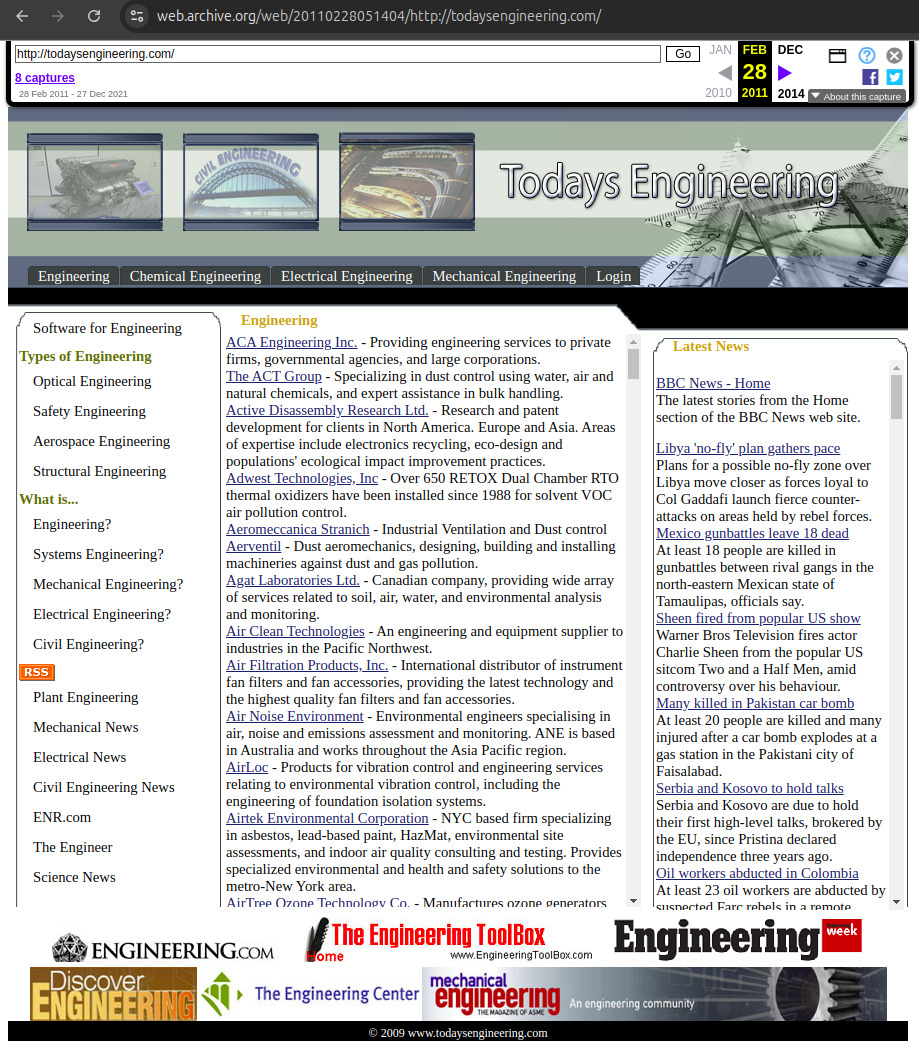 web.archive.org/web/20110228051404/http://todaysengineering.com/
http://todaysengineering.com/
Go
JAN
FEB
DEC
8 captures
28
28 Feb 2011 - 27 Dec 2021
2010
2011
2014
About this capture
CIVIL ENGINEERING
Todays Engineering
Engineering
Chemical Engineering
Electrical Engineering
Mechanical Engineering
Login
Software for Engineering
Types of Engineering
Optical Engineering
Safety Engineering
Aerospace Engineering
Structural Engineering
What is...
Engineering?
Systems Engineering?
Mechanical Engineering?
Electrical Engineering?
Civil Engineering?
RSS
Plant Engineering
Mechanical News
Electrical News
Civil Engineering News
ENR.com
The Engineer
Science News
Engineering
ACA Engineering Inc. - Providing engineering services to private
firms, governmental agencies, and large corporations.
The ACT Group - Specializing in dust control using water, air and
natural chemicals, and expert assistance in bulk handling.
Active Disassembly Research Ltd. - Research and patent
development for clients in North America. Europe and Asia. Areas
of expertise include electronics recycling, eco-design and
populations' ecological impact improvement practices.
Adwest Technologies, Inc - Over 650 RETOX Dual Chamber RTO
thermal oxidizers have been installed since 1988 for solvent VOC
air pollution control.
Aeromeccanica Stranich - Industrial Ventilation and Dust control
Aerventil - Dust aeromechanics, designing, building and installing
machineries against dust and gas pollution.
Agat Laboratories Ltd. - Canadian company, providing wide array
of services related to soil, air, water, and environmental analysis
and monitoring.
Air Clean Technologies - An engineering and equipment supplier to
industries in the Pacific Northwest.
Air Filtration Products, Inc. - International distributor of instrument
fan filters and fan accessories, providing the latest technology and
the highest quality fan filters and fan accessories.
Air Noise Environment - Environmental engineers specialising in
air, noise and emissions assessment and monitoring. ANE is based
in Australia and works throughout the Asia Pacific region.
AirLoc - Products for vibration control and engineering services
relating to environmental vibration control, including the
engineering of foundation isolation systems.
Airtek Environmental Corporation - NYC based firm specializing
in asbestos, lead-based paint, HazMat, environmental site
assessments, and indoor air quality consulting and testing. Provides
specialized environmental and health and safety solutions to the
metro-New York area.
AirTree Ozone Technology Co. - Manufactures ozone generators
Latest News
BBC News - Home
The latest stories from the Home
section of the BBC News web site.
Libya 'no-fly' plan gathers pace
Plans for a possible no-fly zone over
Libya move closer as forces loyal to
Col Gaddafi launch fierce counter-
attacks on areas held by rebel forces.
Mexico gunbattles leave 18 dead
At least 18 people are killed in
gunbattles between rival gangs in the
north-eastern Mexican state of
Tamaulipas, officials say.
Sheen fired from popular US show
Warner Bros Television fires actor
Charlie Sheen from the popular US
sitcom Two and a Half Men, amid
controversy over his behaviour.
Many killed in Pakistan car bomb
At least 20 people are killed and many
injured after a car bomb explodes at a
gas station in the Pakistani city of
Faisalabad.
Serbia and Kosovo to hold talks
Serbia and Kosovo are due to hold
their first high-level talks, brokered by
the EU, since Pristina declared
independence three years ago.
Oil workers abducted in Colombia
At least 23 oil workers are abducted by
suspected Farc rebels in a remote
ENGINEERING.COM
The Engineering ToolBox
Home
www.EngineeringToolBox.com
Engineering week
Discover
ENGINEERING
The Engineering Center
mechanical
engineering
THE MAGAZINE OF ASME
An engineering community
© 2009 www.todaysengineering.com